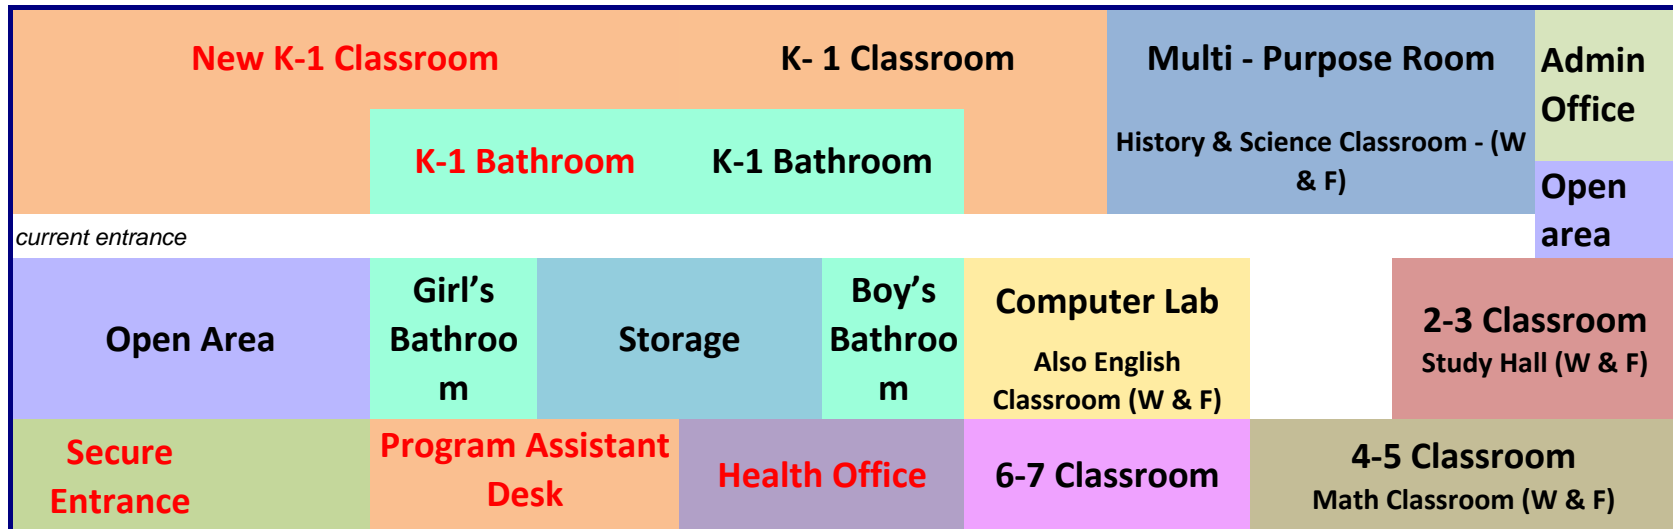 New K-1 Classroom
K- 1 Classroom
Multi - Purpose Room
History & Science Classroom - (W
& F)
Admin
Office
K-1 Bathroom
K-1 Bathroom
Open
area
current entrance
Open Area
Girl’s
Bathroo
m
Storage
Boy’s
Bathroo
m
Computer Lab
Also English
Classroom (W & F)
2-3 Classroom
Study Hall (W & F)
Secure
Entrance
Program Assistant
Desk
Health Office
6-7 Classroom
4-5 Classroom
Math Classroom (W & F)